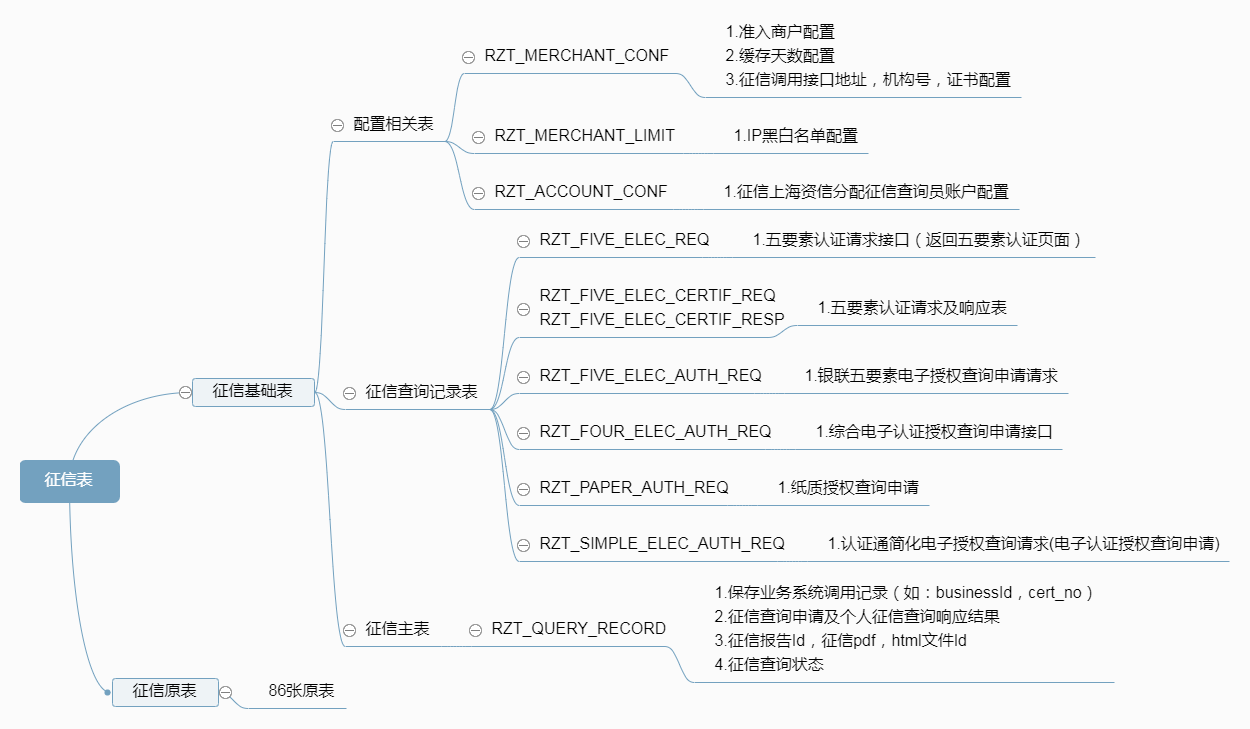 征信表
征信基础表
配置相关表
RZT_MERCHANT_CONF
1.准入商户配置
2.缓存天数配置
3.征信调用接口地址，机构号，证书配置
RZT_MERCHANT_LIMIT
1.IP黑白名单配置
RZT_ACCOUNT_CONF
1.征信上海资信分配征信查询员账户配置
征信查询记录表
RZT_FIVE_ELEC_REQ
1.五要素认证请求接口（返回五要素认证页面）
RZT_FIVE_ELEC_CERTIF_REQ
RZT_FIVE_ELEC_CERTIF_RESP
1.五要素认证请求及响应表
RZT_FIVE_ELEC_AUTH_REQ
1.银联五要素电子授权查询申请请求
RZT_FOUR_ELEC_AUTH_REQ
1.综合电子认证授权查询申请接口
RZT_PAPER_AUTH_REQ
1.纸质授权查询申请
RZT_SIMPLE_ELEC_AUTH_REQ
1.认证通简化电子授权查询请求(电子认证授权查询申请)
征信主表
RZT_QUERY_RECORD
1.保存业务系统调用记录（如：businessId，cert_no）
2.征信查询申请及个人征信查询响应结果
3.征信报告Id，征信pdf，html文件Id
4.征信查询状态
征信原表
86张原表